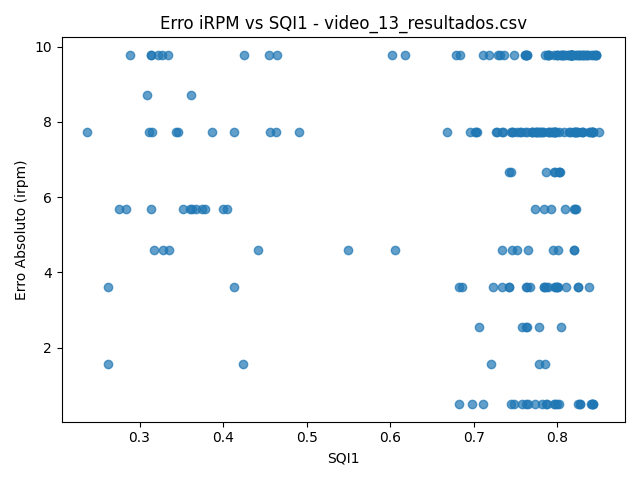 Erro iRPM vs SQI1 - video_13_resultados.csv
Erro Absoluto (irpm)
10
8
6
4
2
0.3 0.4 0.5 0.6 0.7 0.8
SQI1